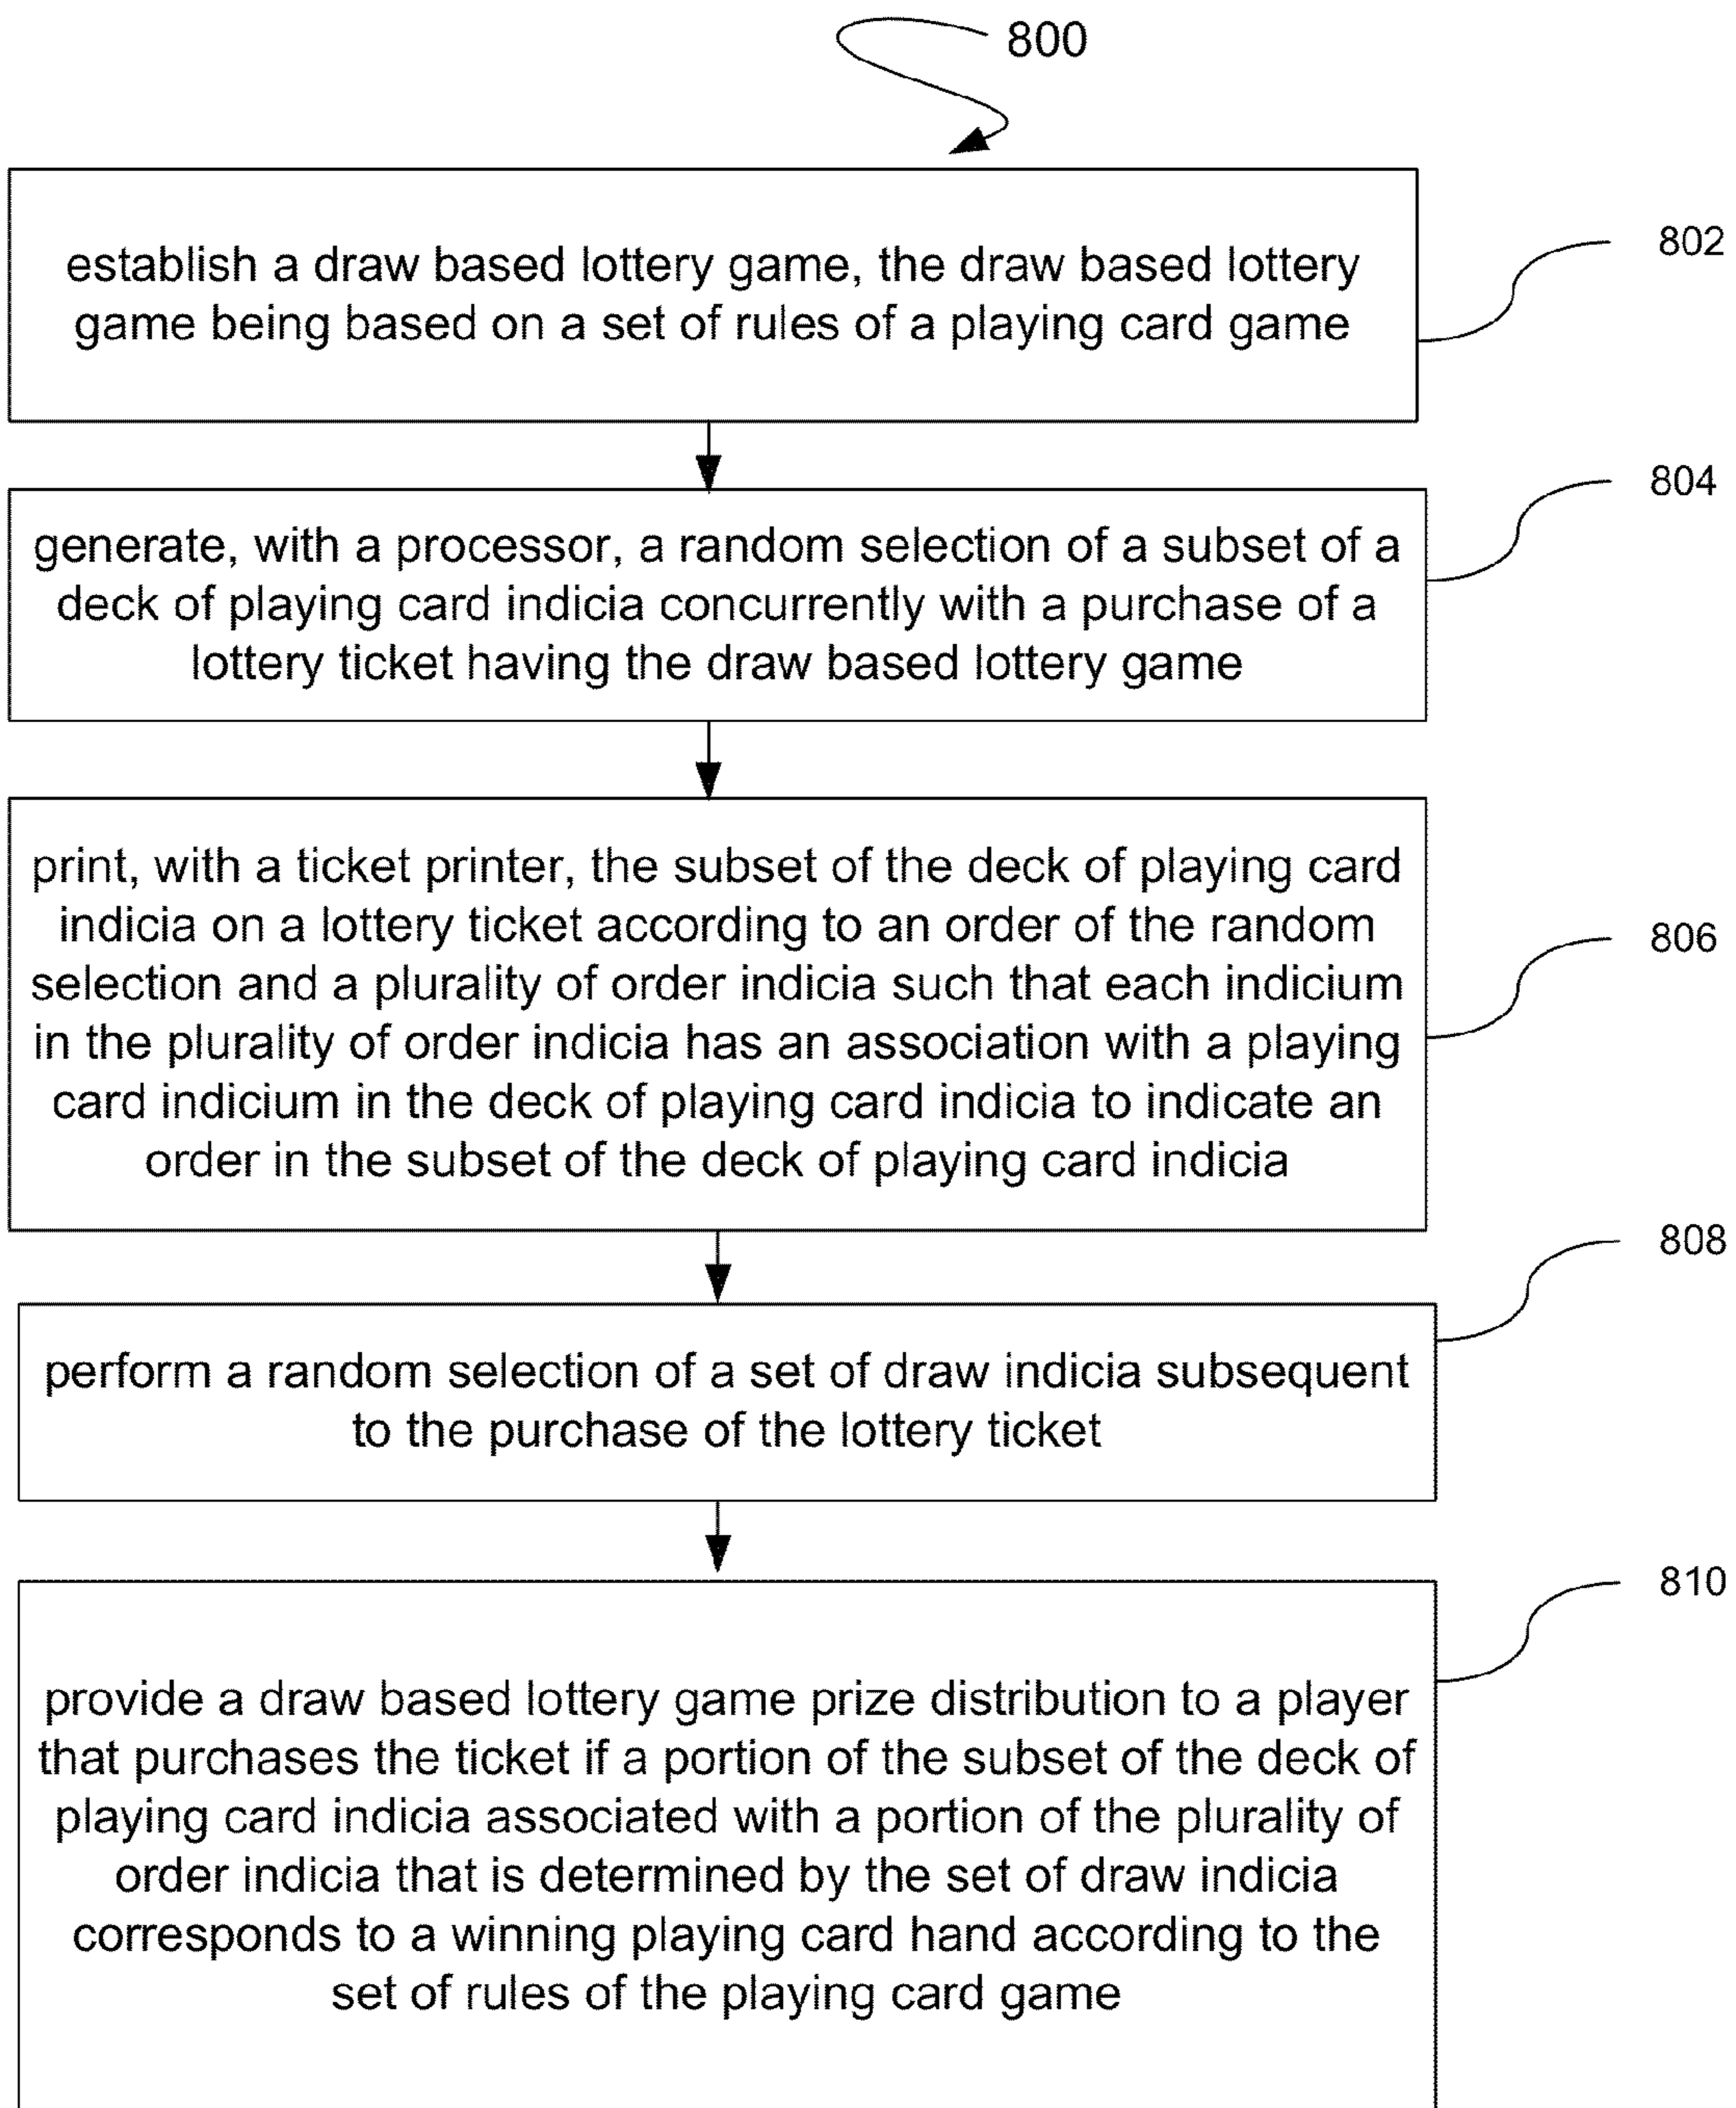 800
establish a draw based lottery game, the draw based lottery
game being based on a set of rules of a playing card game
802
generate, with a processor, a random selection of a subset of a
deck of playing card indicia concurrently with a purchase of a
lottery ticket having the draw based lottery game
804
print, with a ticket printer, the subset of the deck of playing card
indicia on a lottery ticket according to an order of the random
selection and a plurality of order indicia such that each indicium
in the plurality of order indicia has an association with a playing
card indicium in the deck of playing card indicia to indicate an
order in the subset of the deck of playing card indicia
806
perform a random selection of a set of draw indicia subsequent
to the purchase of the lottery ticket
808
provide a draw based lottery game prize distribution to a player
that purchases the ticket if a portion of the subset of the deck of
playing card indicia associated with a portion of the plurality of
order indicia that is determined by the set of draw indicia
corresponds to a winning playing card hand according to the
set of rules of the playing card game
810